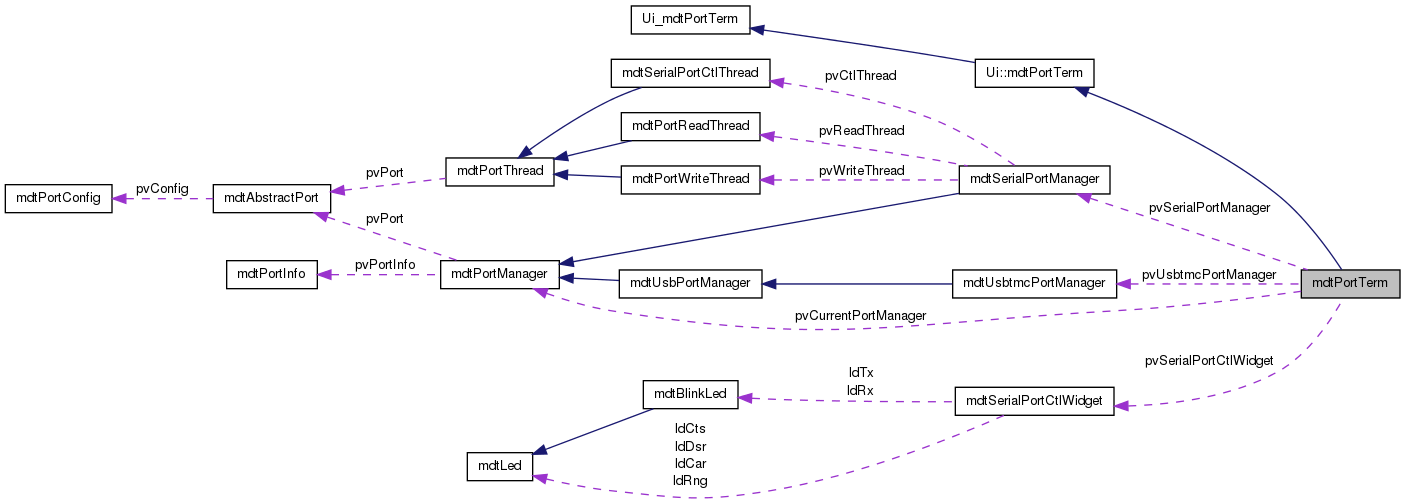 Ui_mdtPortTerm
mdtSerialPortCtlThread
pvCtlThread
Ui::mdtPortTerm
mdtPortReadThread
pvReadThread
mdtPortThread
pvPort
mdtPortWriteThread
pvWriteThread
mdtSerialPortManager
mdtPortConfig
pvConfig
mdtAbstractPort
pvPort
pvSerialPortManager
mdtPortInfo
pvPortInfo
mdtPortManager
mdtUsbPortManager
mdtUsbtmcPortManager
pvUsbtmcPortManager
mdtPortTerm
pvCurrentPortManager
pvSerialPortCtlWidget
ldTx
ldRx
mdtBlinkLed
mdtSerialPortCtlWidget
ldCts
ldDsr
ldCar
ldRng
mdtLed